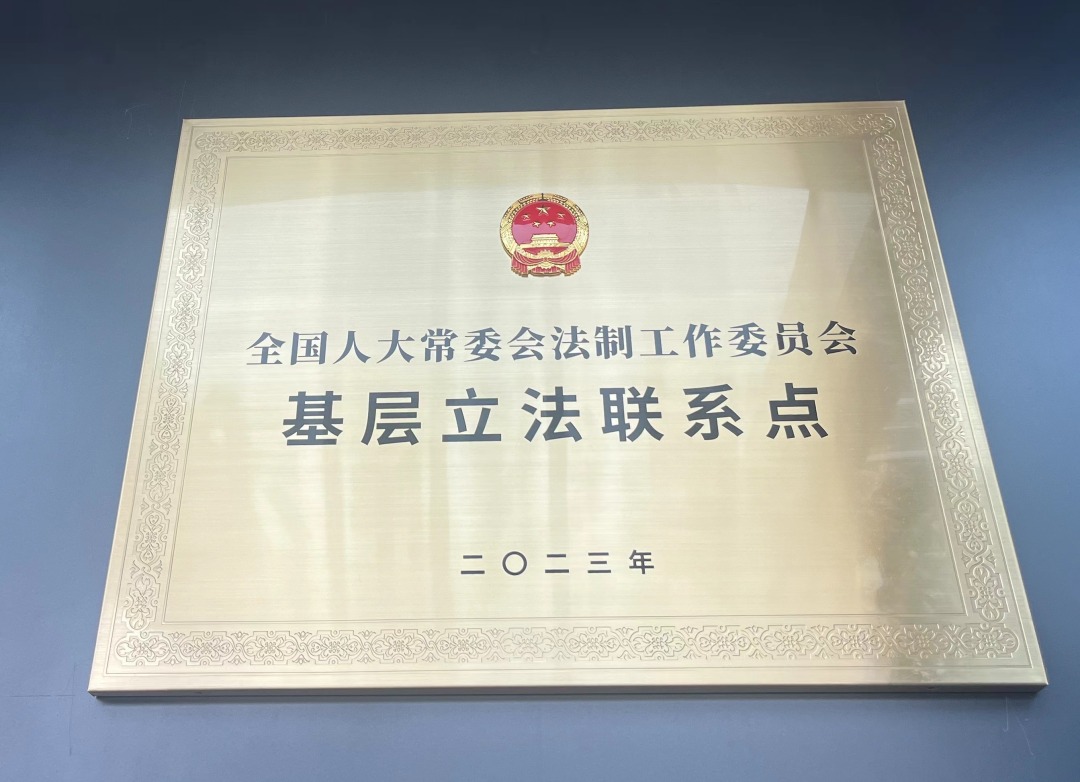 全国人大常委会法制工作委员会
基层立法联系点
二〇二三年